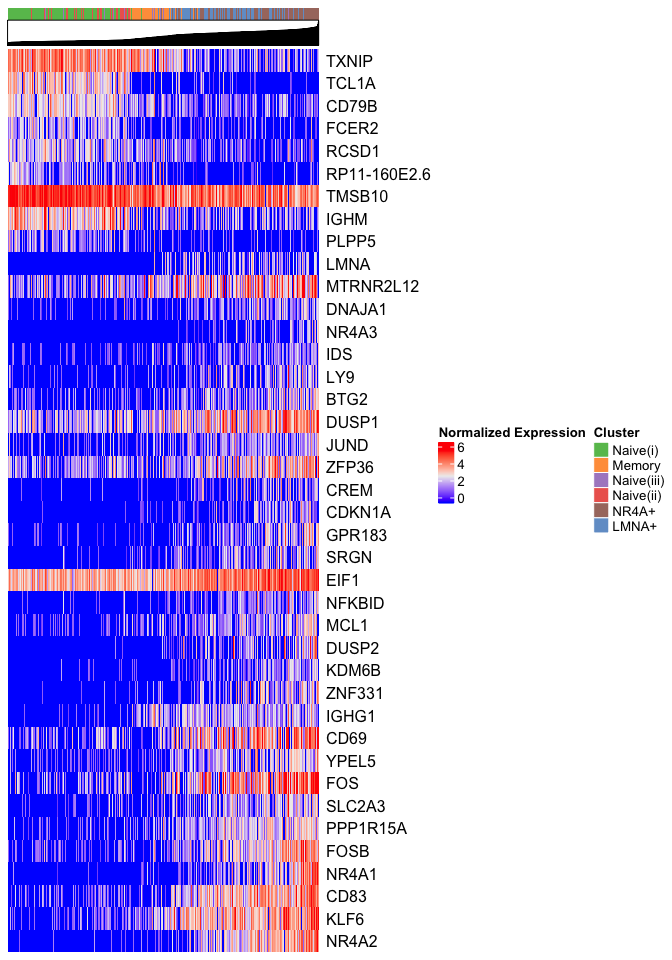 TXNIP
TCL1A
CD79B
FCER2
RCSD1
RP11-160E2.6
TMSB10
IGHM
PLPP5
LMNA
MTRNR2L12
DNAJA1
NR4A3
IDS
LY9
BTG2
DUSP1
JUND
ZFP36
CREM
CDKN1A
GPR183
SRGN
EIF1
NFKBID
MCL1
DUSP2
KDM6B
ZNF331
IGHG1
CD69
YPEL5
FOS
SLC2A3
PPP1R15A
FOSB
NR4A1
CD83
KLF6
NR4A2
Normalized Expression
6
4
2
0
Cluster
Naive(i)
Memory
Naive(iii)
Naive(ii)
NR4A+
LMNA+